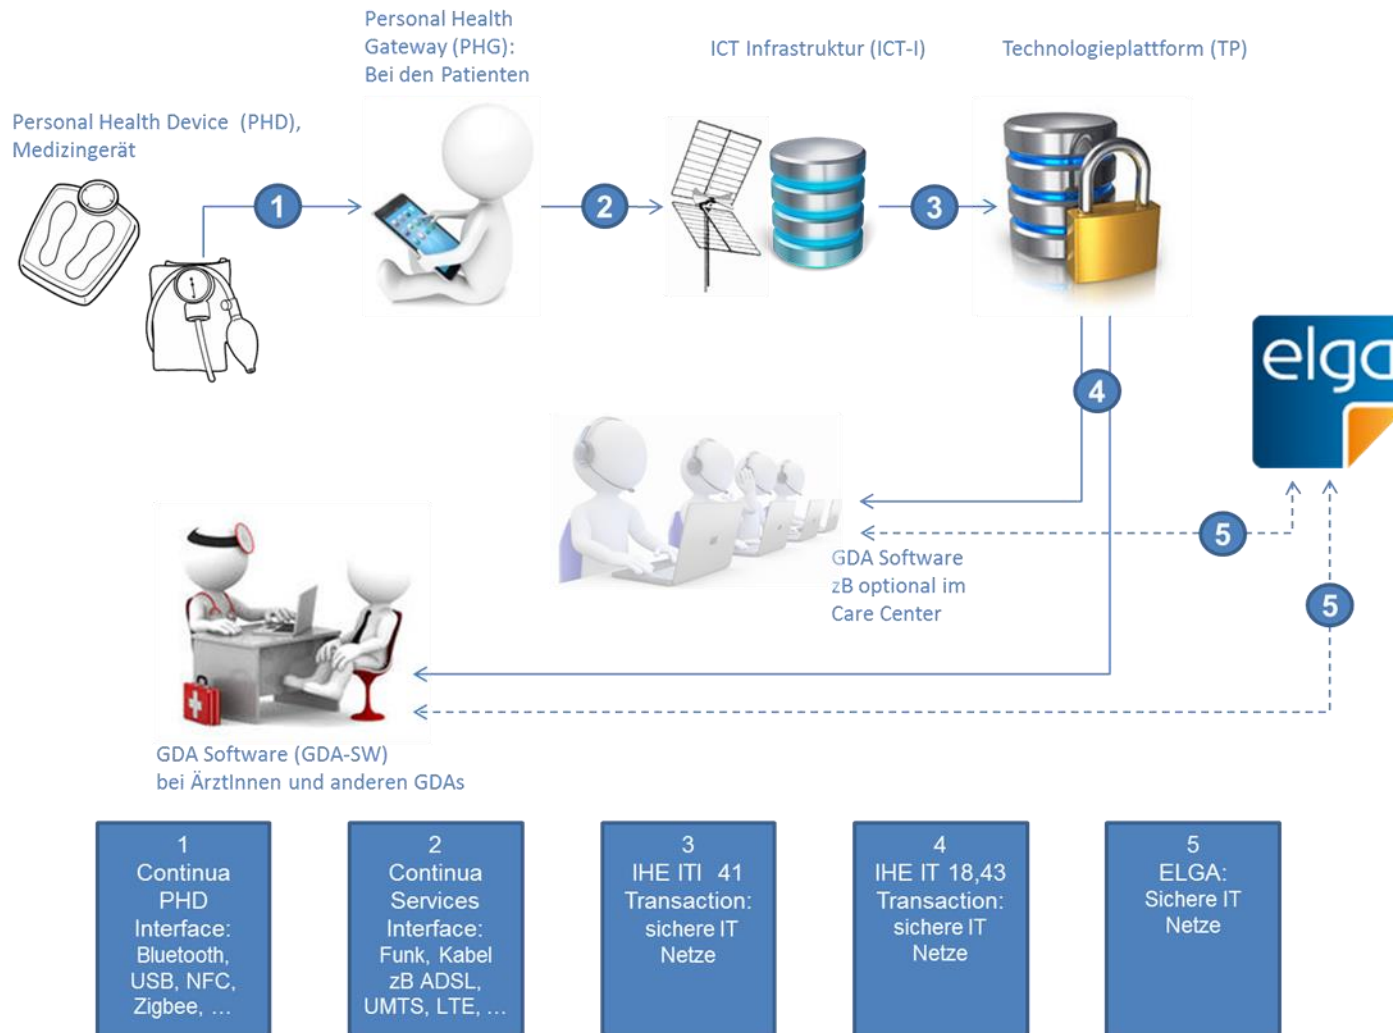 Personal Health
Gateway (PHG):
Bei den Patienten
ICT Infrastruktur (ICT-I)
Technologieplattform (TP)
Personal Health Device  (PHD),
Medizingerät
1
2
3
4
elga
5
GDA Software
zB optional im
Care Center
5
GDA Software (GDA-SW)
bei ÄrztInnen und anderen GDAs
1
Continua
PHD
Interface:
Bluetooth,
USB, NFC,
Zigbee, …
2
Continua
Services
Interface:
Funk, Kabel
zB ADSL,
UMTS, LTE, …
3
IHE ITI  41
Transaction:
sichere IT
Netze
4
IHE IT 18,43
Transaction:
sichere IT
Netze
5
ELGA:
Sichere IT
Netze